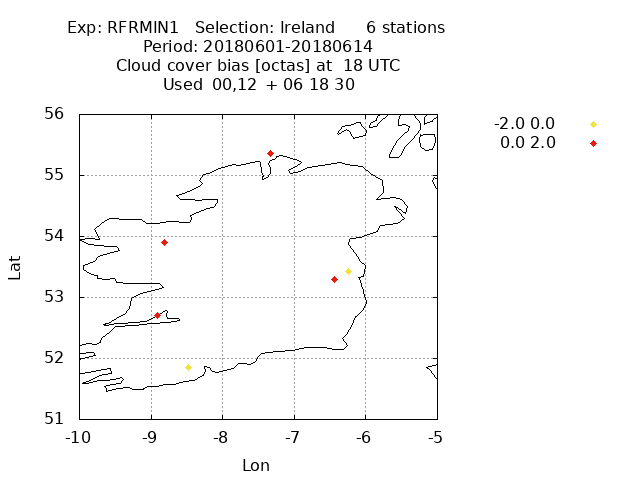 Exp: RFRMIN1   Selection: Ireland      6 stations
Period: 20180601-20180614
Cloud cover bias [octas] at  18 UTC
Used  00,12  + 06 18 30
-2.0 0.0
0.0 2.0
56
55
54
53
52
51
Lat
-10 -9 -8 -7 -6 -5
Lon